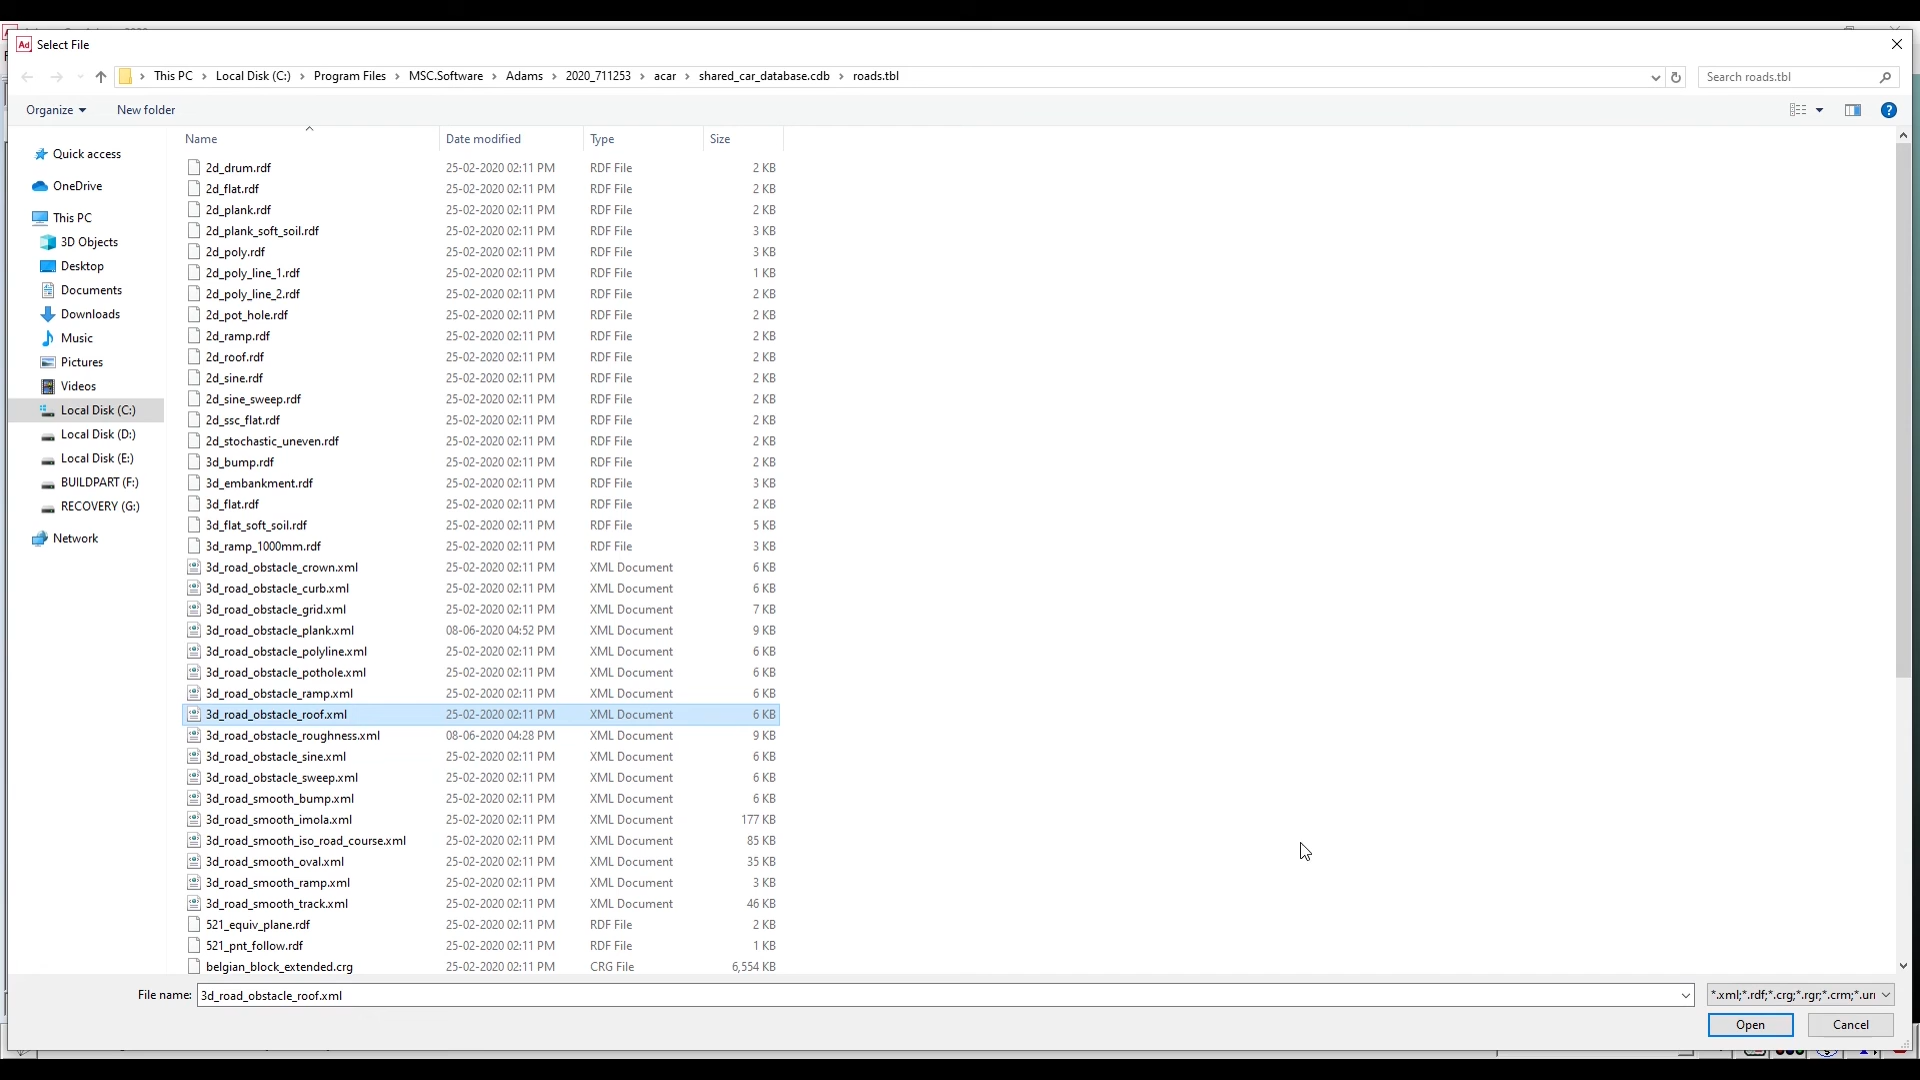 Ad Select File
This PC Local Disk (C:) Program Files MSC.Software Adams 2020_711253 acar shared_car_database.cdb roads.tbl Search roads.tbl
Organize New folder
Name Date modified Type Size
Quick access
OneDrive
This PC
3D Objects
Desktop
Documents
Downloads
Music
Pictures
Videos
Local Disk (C:)
Local Disk (D:)
Local Disk (E:)
BUILDPART (F:)
RECOVERY (G:)
Network
2d_drum.rdf 25-02-2020 02:11 PM RDF File 2 KB
2d_flat.rdf 25-02-2020 02:11 PM RDF File 2 KB
2d_plank.rdf 25-02-2020 02:11 PM RDF File 2 KB
2d_plank_soft_soil.rdf 25-02-2020 02:11 PM RDF File 3 KB
2d_poly.rdf 25-02-2020 02:11 PM RDF File 3 KB
2d_poly_line_1.rdf 25-02-2020 02:11 PM RDF File 1 KB
2d_poly_line_2.rdf 25-02-2020 02:11 PM RDF File 2 KB
2d_pot_hole.rdf 25-02-2020 02:11 PM RDF File 2 KB
2d_ramp.rdf 25-02-2020 02:11 PM RDF File 2 KB
2d_roof.rdf 25-02-2020 02:11 PM RDF File 2 KB
2d_sine.rdf 25-02-2020 02:11 PM RDF File 2 KB
2d_sine_sweep.rdf 25-02-2020 02:11 PM RDF File 2 KB
2d_ssc_flat.rdf 25-02-2020 02:11 PM RDF File 2 KB
2d_stochastic_uneven.rdf 25-02-2020 02:11 PM RDF File 2 KB
3d_bump.rdf 25-02-2020 02:11 PM RDF File 2 KB
3d_embankment.rdf 25-02-2020 02:11 PM RDF File 3 KB
3d_flat.rdf 25-02-2020 02:11 PM RDF File 2 KB
3d_flat_soft_soil.rdf 25-02-2020 02:11 PM RDF File 5 KB
3d_ramp_1000mm.rdf 25-02-2020 02:11 PM RDF File 3 KB
3d_road_obstacle_crown.xml 25-02-2020 02:11 PM XML Document 6 KB
3d_road_obstacle_curb.xml 25-02-2020 02:11 PM XML Document 6 KB
3d_road_obstacle_grid.xml 25-02-2020 02:11 PM XML Document 7 KB
3d_road_obstacle_plank.xml 08-06-2020 04:52 PM XML Document 9 KB
3d_road_obstacle_polyline.xml 25-02-2020 02:11 PM XML Document 6 KB
3d_road_obstacle_pothole.xml 25-02-2020 02:11 PM XML Document 6 KB
3d_road_obstacle_ramp.xml 25-02-2020 02:11 PM XML Document 6 KB
3d_road_obstacle_roof.xml 25-02-2020 02:11 PM XML Document 6 KB
3d_road_obstacle_roughness.xml 08-06-2020 04:28 PM XML Document 9 KB
3d_road_obstacle_sine.xml 25-02-2020 02:11 PM XML Document 6 KB
3d_road_obstacle_sweep.xml 25-02-2020 02:11 PM XML Document 6 KB
3d_road_smooth_bump.xml 25-02-2020 02:11 PM XML Document 6 KB
3d_road_smooth_imola.xml 25-02-2020 02:11 PM XML Document 177 KB
3d_road_smooth_iso_road_course.xml 25-02-2020 02:11 PM XML Document 85 KB
3d_road_smooth_oval.xml 25-02-2020 02:11 PM XML Document 35 KB
3d_road_smooth_ramp.xml 25-02-2020 02:11 PM XML Document 3 KB
3d_road_smooth_track.xml 25-02-2020 02:11 PM XML Document 46 KB
521_equiv_plane.rdf 25-02-2020 02:11 PM RDF File 2 KB
521_pnt_follow.rdf 25-02-2020 02:11 PM RDF File 1 KB
belgian_block_extended.crg 25-02-2020 02:11 PM CRG File 6,554 KB
File name: 3d_road_obstacle_roof.xml *.xml;*.rdf;*.crg;*.rgr;*.crm;*.uri
Open Cancel